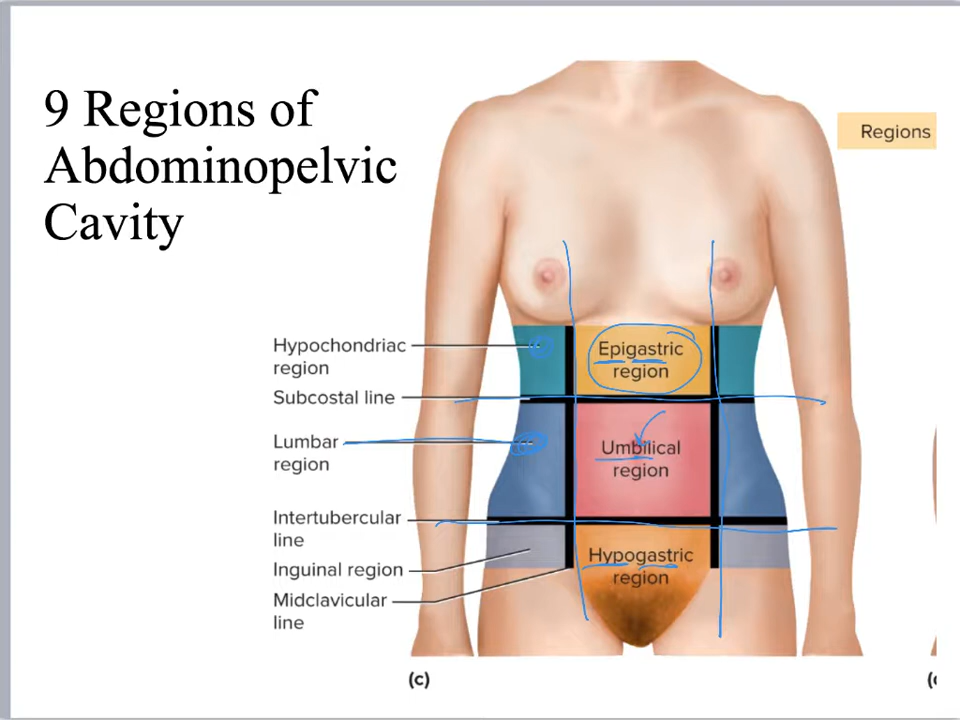 9 Regions of
Abdominopelvic
Cavity
Regions
Hypochondriac
region
Subcostal line
Lumbar
region
Intertubercular
line
Inguinal region
Midclavicular
line
Epigastric
region
Umbilical
region
Hypogastric
region
(c)